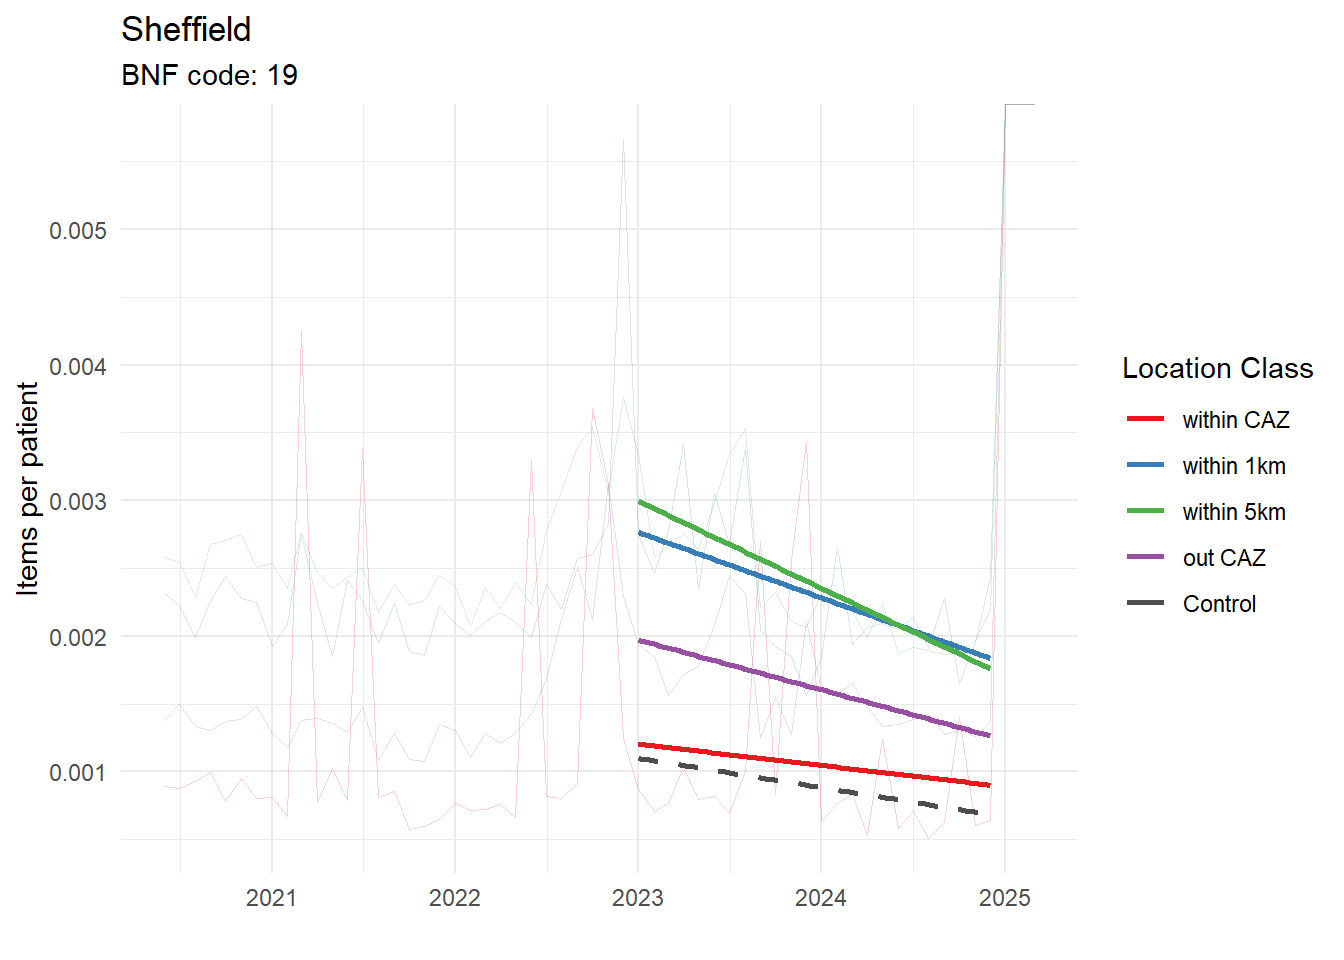 Sheffield
BNF code: 19
Items per patient
0.005
0.004
0.003
0.002
0.001
2021
2022
2023
2024
2025
Location Class
within CAZ
within 1km
within 5km
out CAZ
Control